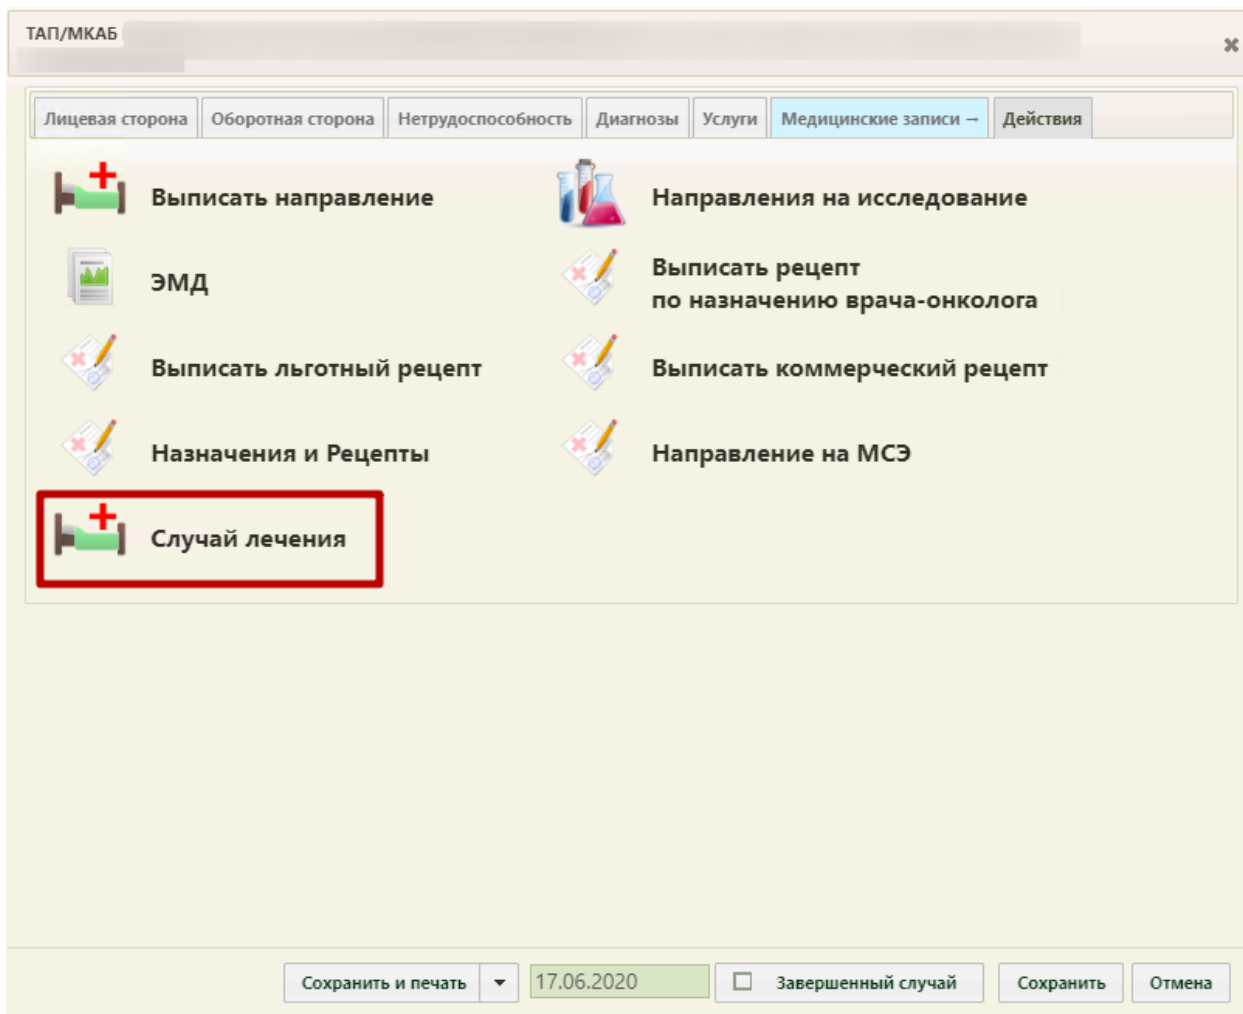 ТАП/МКАБ
Лицевая сторона Оборотная сторона Нетрудоспособность Диагнозы Услуги Медицинские записи → Действия
Выписать направление
Направления на исследование
ЭМД
Выписать рецепт
по назначению врача-онколога
Выписать льготный рецепт
Выписать коммерческий рецепт
Назначения и Рецепты
Направление на МСЭ
Случай лечения
Сохранить и печать 17.06.2020 Завершенный случай Сохранить Отмена